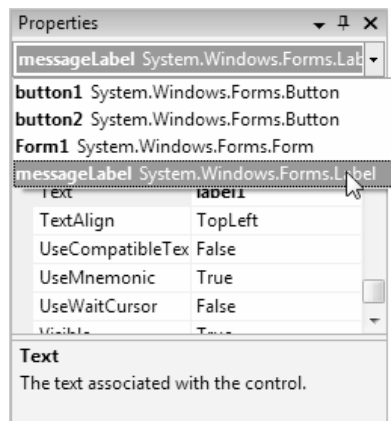 Properties
messageLabel System.Windows.Forms.Lab
button1 System.Windows.Forms.Button
button2 System.Windows.Forms.Button
Form1 System.Windows.Forms.Form
messageLabel System.Windows.Forms.Label
Text label1
TextAlign TopLeft
UseCompatibleTex False
UseMnemonic True
UseWaitCursor False
Visible True
Text
The text associated with the control.